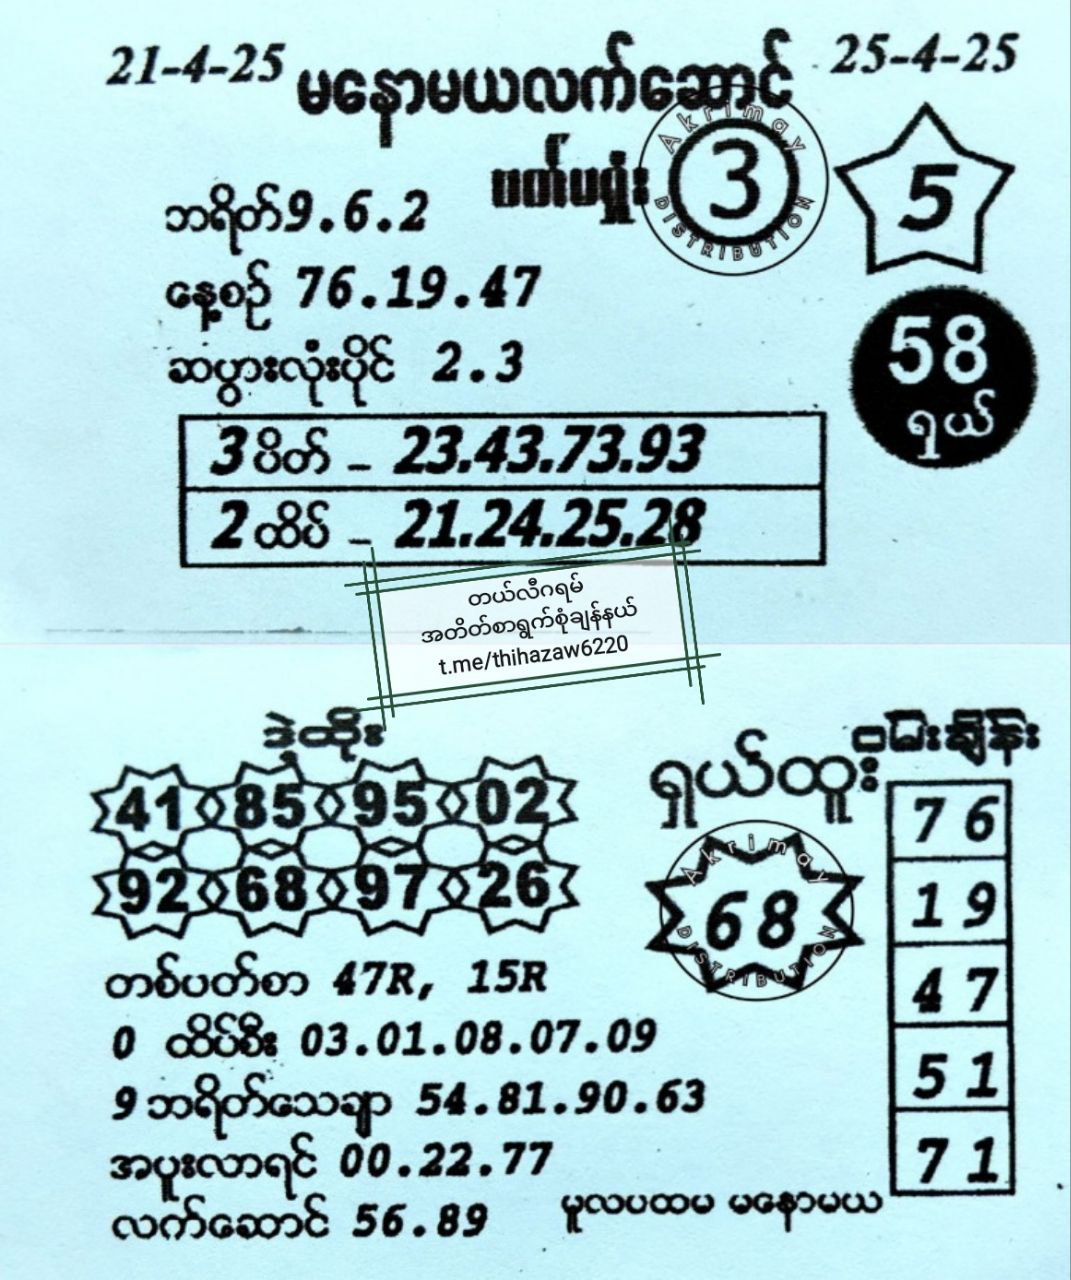 21-4-25
မနောမယလက်ဆောင်
25-4-25
ပတ်ပရှုံး
3
Akrimay
DISTRIBUTION
5
ဘရိတ် 9.6.2
နေ့စဉ် 76.19.47
58
ရှယ်
ဆပွားလုံးပိုင် 2.3
3 ပိတ် - 23.43.73.93
2 ထိပ် - 21.24.25.28
တယ်လီဂရမ်
အတိတ်စာရွက်စုံချန်နယ်
t.me/thihazaw6220
ဒဲ့ထိုး
41 85 95 02
92 68 97 26
ရှယ်ထူး
Akrimay
68
DISTRIBUTION
ဝမ်းချိန်း
76
19
47
51
71
တစ်ပတ်စာ 47R, 15R
0 ထိပ်စီး 03.01.08.07.09
9 ဘရိတ်သေချာ 54.81.90.63
အပူးလာရင် 00.22.77
လက်ဆောင် 56.89
မူလပထမ မနောမယ